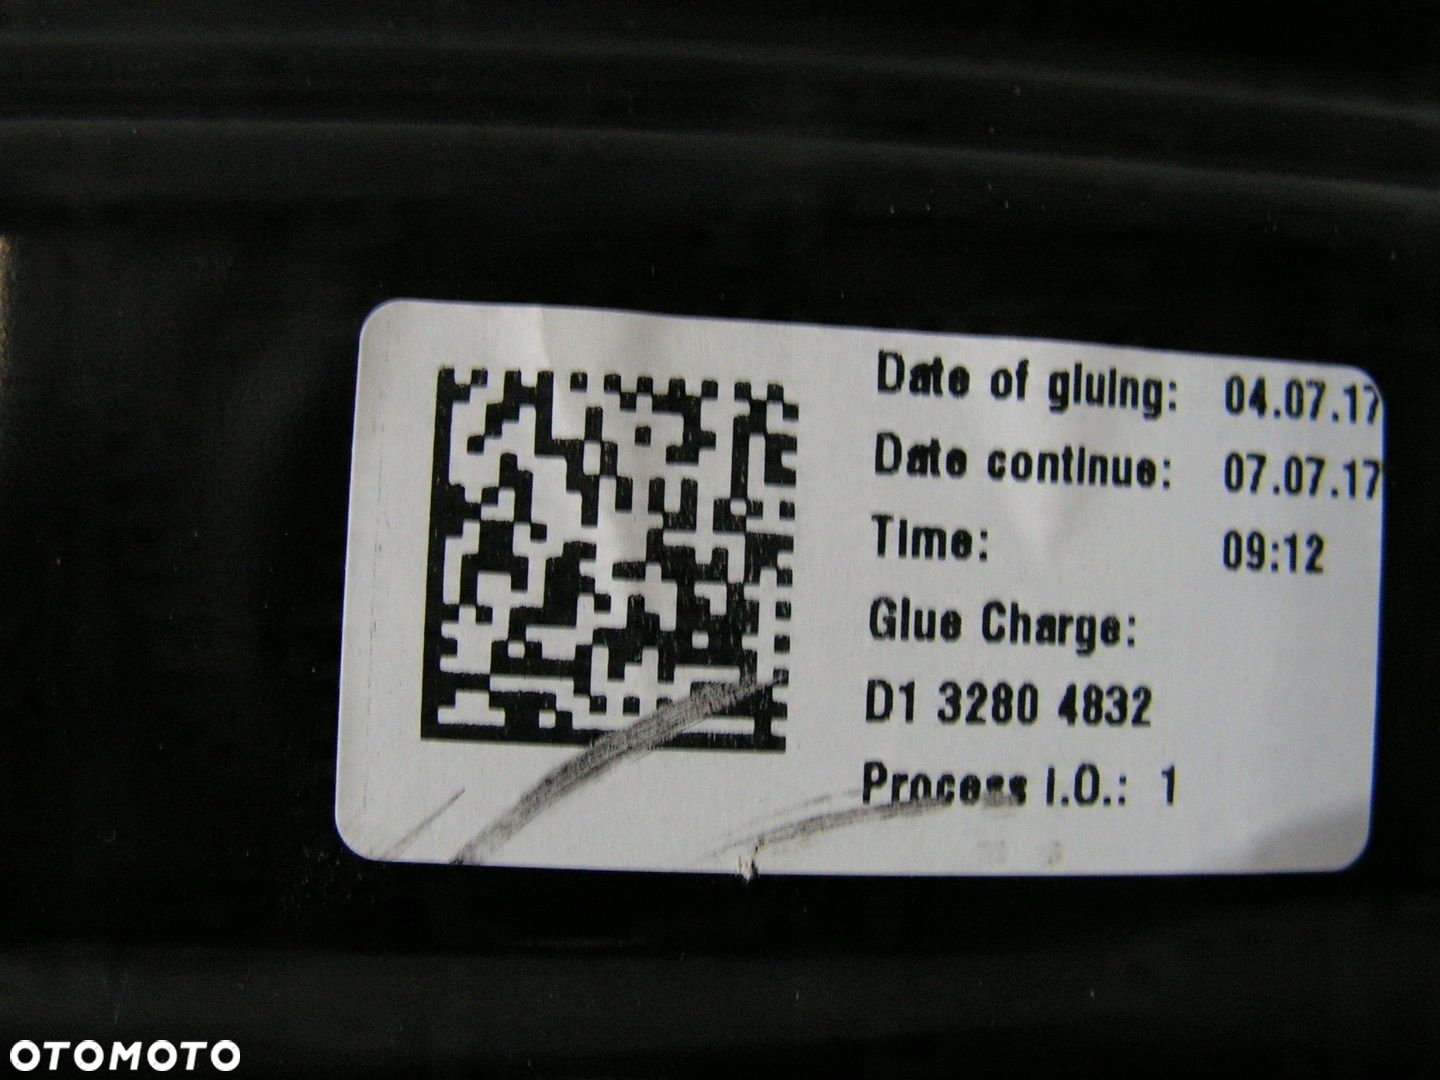 Date of gluing: 04.07.17
Date continue: 07.07.17
Time: 09:12
Glue Charge:
D1 3280 4832
Process I.O.: 1
OTOMOTO